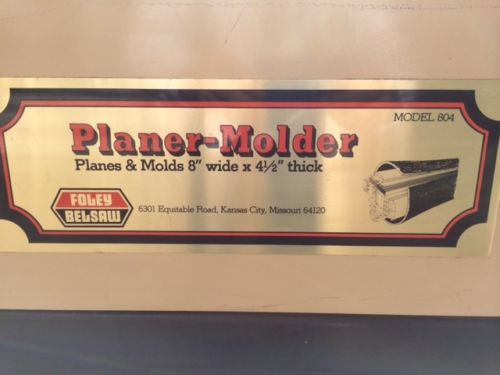 MODEL 804
Planer-Molder
Planes & Molds 8" wide x 4½" thick
FOLEY
BELSAW
6301 Equitable Road, Kansas City, Missouri 64120